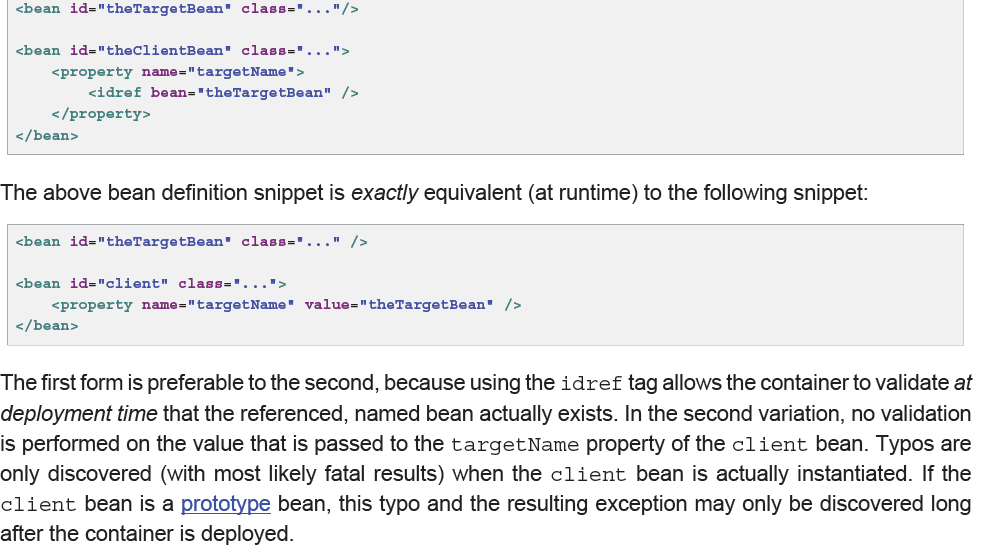 <bean id="theTargetBean" class="..."/>
<bean id="theClientBean" class="...">
<property name="targetName">
<idref bean="theTargetBean" />
</property>
</bean>
The above bean definition snippet is exactly equivalent (at runtime) to the following snippet:
<bean id="theTargetBean" class="..." />
<bean id="client" class="...">
<property name="targetName" value="theTargetBean" />
</bean>
The first form is preferable to the second, because using the idref tag allows the container to validate at
deployment time that the referenced, named bean actually exists. In the second variation, no validation
is performed on the value that is passed to the targetName property of the client bean. Typos are
only discovered (with most likely fatal results) when the client bean is actually instantiated. If the
client bean is a prototype bean, this typo and the resulting exception may only be discovered long
after the container is deployed.